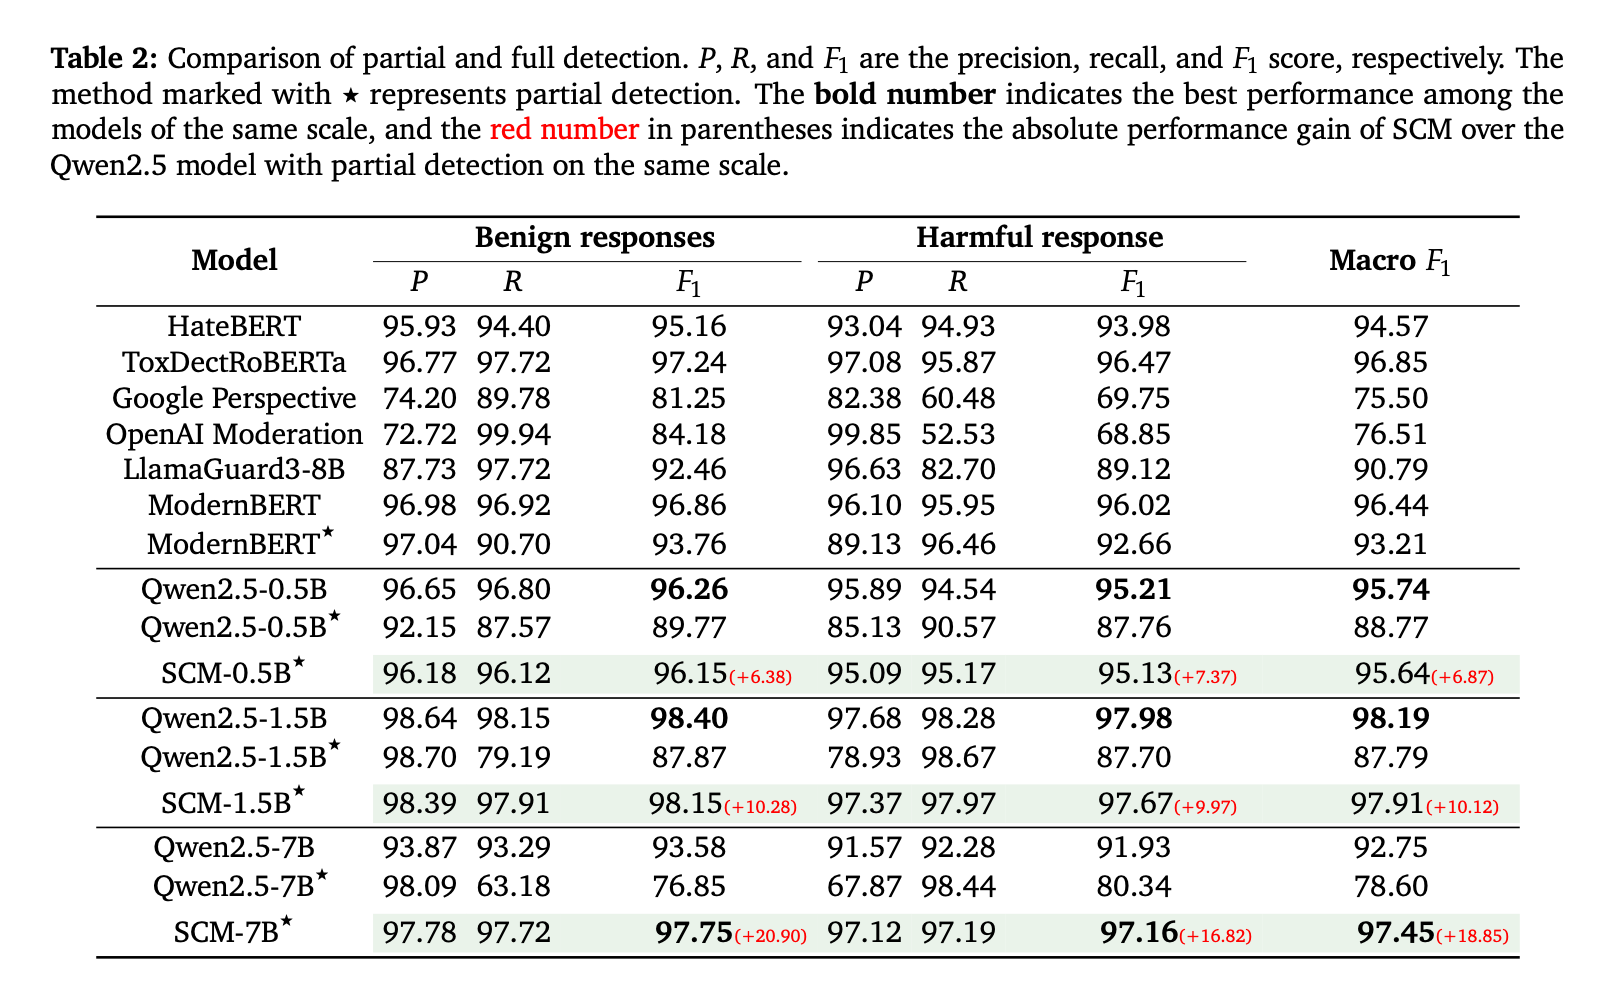 Table 2: Comparison of partial and full detection. P, R, and F1 are the precision, recall, and F1 score, respectively. The
method marked with ★ represents partial detection. The bold number indicates the best performance among the
models of the same scale, and the red number in parentheses indicates the absolute performance gain of SCM over the
Qwen2.5 model with partial detection on the same scale.
Model Benign responses Harmful response Macro F1
P R F1 P R F1
HateBERT 95.93 94.40 95.16 93.04 94.93 93.98 94.57
ToxDectRoBERTa 96.77 97.72 97.24 97.08 95.87 96.47 96.85
Google Perspective 74.20 89.78 81.25 82.38 60.48 69.75 75.50
OpenAI Moderation 72.72 99.94 84.18 99.85 52.53 68.85 76.51
LlamaGuard3-8B 87.73 97.72 92.46 96.63 82.70 89.12 90.79
ModernBERT 96.98 96.92 96.86 96.10 95.95 96.02 96.44
ModernBERT★ 97.04 90.70 93.76 89.13 96.46 92.66 93.21
Qwen2.5-0.5B 96.65 96.80 96.26 95.89 94.54 95.21 95.74
Qwen2.5-0.5B★ 92.15 87.57 89.77 85.13 90.57 87.76 88.77
SCM-0.5B★ 96.18 96.12 96.15(+6.38) 95.09 95.17 95.13(+7.37) 95.64(+6.87)
Qwen2.5-1.5B 98.64 98.15 98.40 97.68 98.28 97.98 98.19
Qwen2.5-1.5B★ 98.70 79.19 87.87 78.93 98.67 87.70 87.79
SCM-1.5B★ 98.39 97.91 98.15(+10.28) 97.37 97.97 97.67(+9.97) 97.91(+10.12)
Qwen2.5-7B 93.87 93.29 93.58 91.57 92.28 91.93 92.75
Qwen2.5-7B★ 98.09 63.18 76.85 67.87 98.44 80.34 78.60
SCM-7B★ 97.78 97.72 97.75(+20.90) 97.12 97.19 97.16(+16.82) 97.45(+18.85)